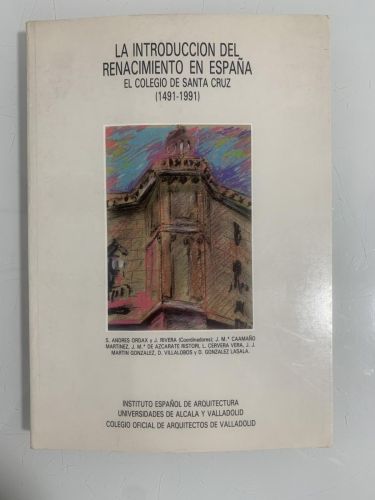 LA INTRODUCCION DEL
RENACIMIENTO EN ESPAÑA
EL COLEGIO DE SANTA CRUZ
(1491-1991)
S. ANDRES ORDAX y J. RIVERA (Coordinadores); J. M.ª CAAMAÑO
MARTINEZ, J. M.ª DE AZCARATE RISTORI, L. CERVERA VERA, J. J.
MARTIN GONZALEZ, D. VILLALOBOS y D. GONZALEZ LASALA.
INSTITUTO ESPAÑOL DE ARQUITECTURA
UNIVERSIDADES DE ALCALA Y VALLADOLID
COLEGIO OFICIAL DE ARQUITECTOS DE VALLADOLID